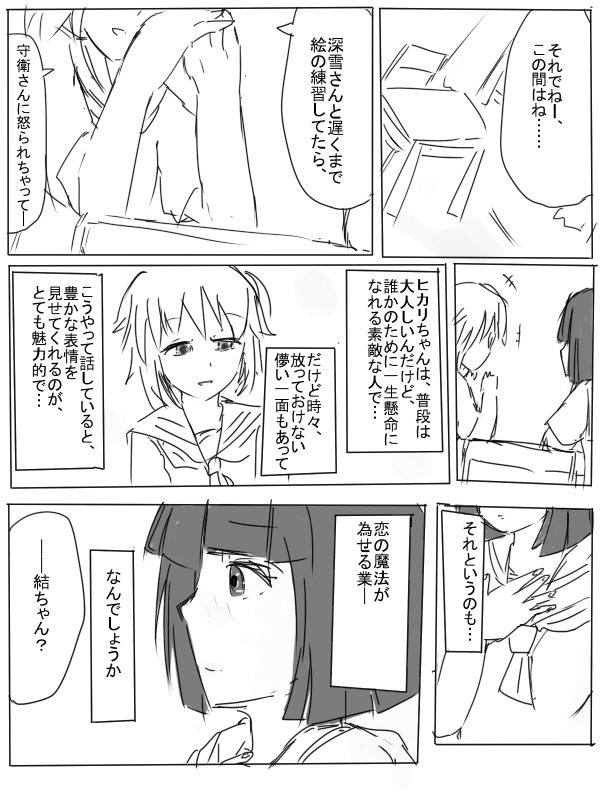 それでねー、
この間はね……
深雪さんと遅くまで
絵の練習してたら、
守衛さんに怒られちゃって―
ヒカリちゃんは、普段は
大人しいんだけど、
誰かのために一生懸命に
なれる素敵な人で…
だけど時々、
放っておけない
儚い一面もあって
こうやって話していると、
豊かな表情を
見せてくれるのが、
とても魅力的で…
それというのも…
恋の魔法が
為せる業―
なんでしょうか
―結ちゃん？